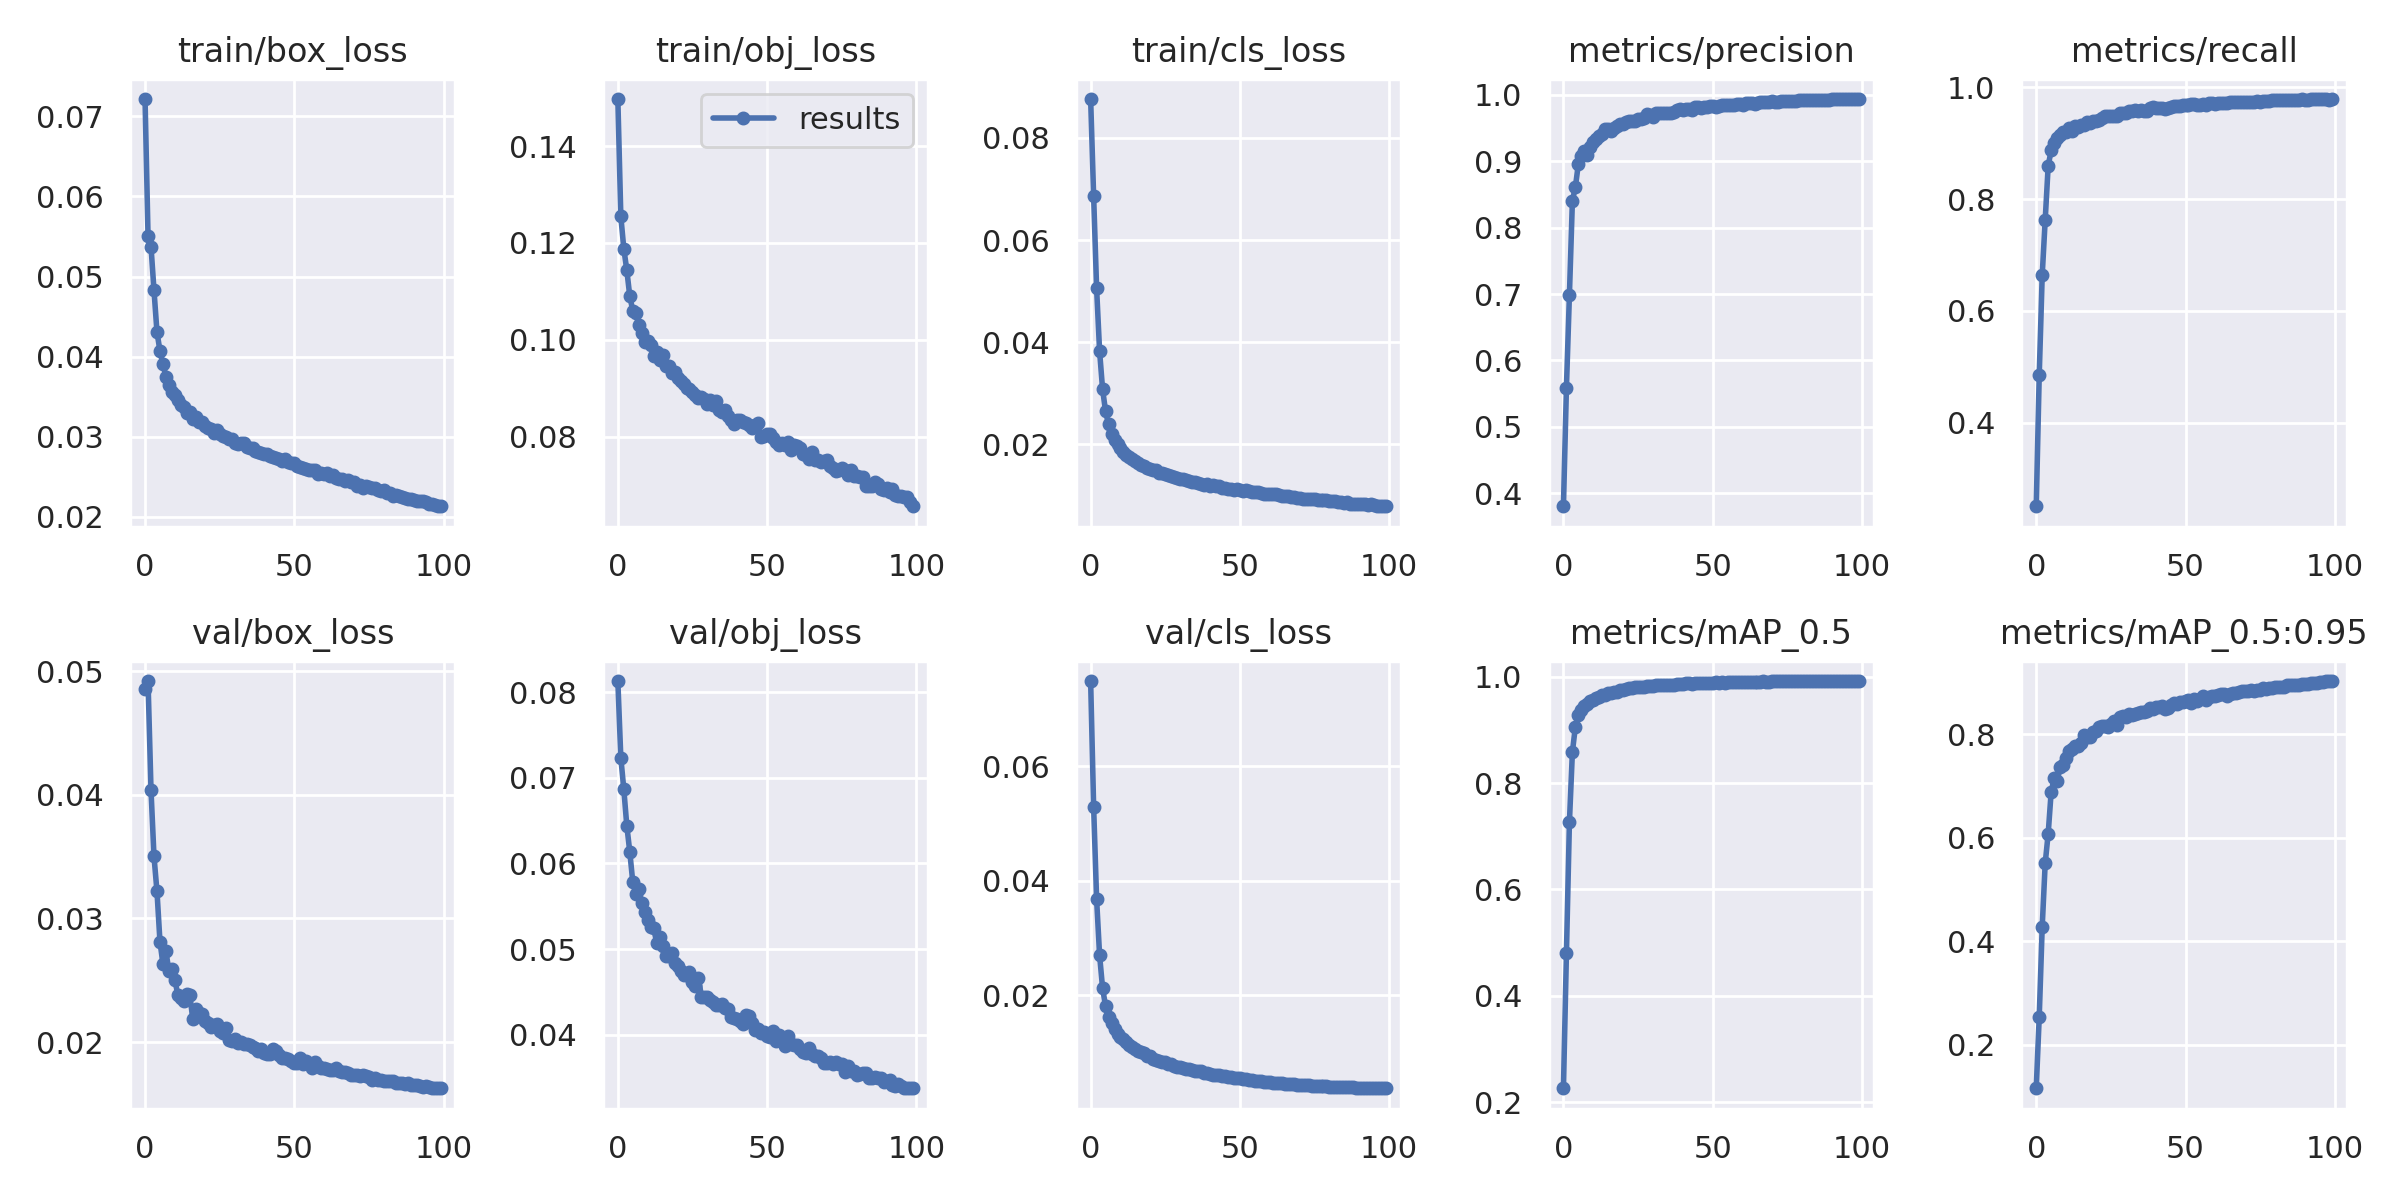 train/box_loss
0.07
0.06
0.05
0.04
0.03
0.02
0 50 100
train/obj_loss
results
0.14
0.12
0.10
0.08
0 50 100
train/cls_loss
0.08
0.06
0.04
0.02
0 50 100
metrics/precision
1.0
0.9
0.8
0.7
0.6
0.5
0.4
0 50 100
metrics/recall
1.0
0.8
0.6
0.4
0 50 100
val/box_loss
0.05
0.04
0.03
0.02
0 50 100
val/obj_loss
0.08
0.07
0.06
0.05
0.04
0 50 100
val/cls_loss
0.06
0.04
0.02
0 50 100
metrics/mAP_0.5
1.0
0.8
0.6
0.4
0.2
0 50 100
metrics/mAP_0.5:0.95
0.8
0.6
0.4
0.2
0 50 100